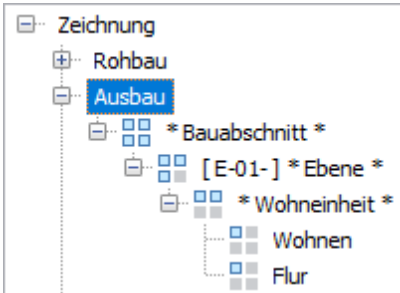 Zeichnung
Rohbau
Ausbau
* Bauabschnitt *
[ E-01- ] * Ebene *
* Wohneinheit *
Wohnen
Flur